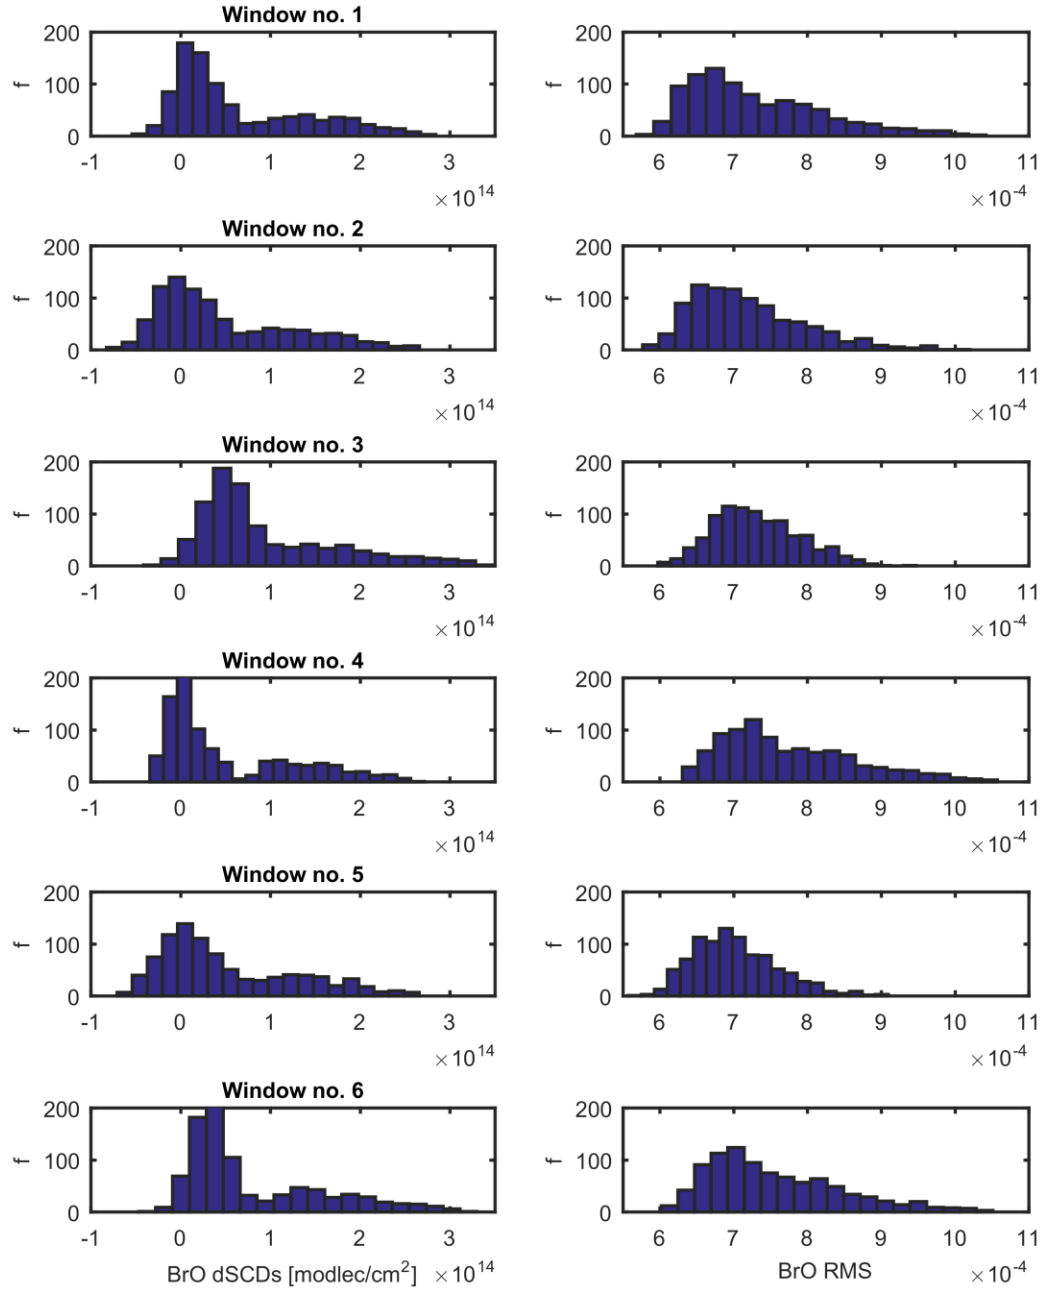 Window no. 1
f
200
100
0
-1 0 1 2 3
×10^14
200
100
0
f
6 7 8 9 10 11
×10^-4
Window no. 2
f
200
100
0
-1 0 1 2 3
×10^14
200
100
0
f
6 7 8 9 10 11
×10^-4
Window no. 3
f
200
100
0
-1 0 1 2 3
×10^14
200
100
0
f
6 7 8 9 10 11
×10^-4
Window no. 4
f
200
100
0
-1 0 1 2 3
×10^14
200
100
0
f
6 7 8 9 10 11
×10^-4
Window no. 5
f
200
100
0
-1 0 1 2 3
×10^14
200
100
0
f
6 7 8 9 10 11
×10^-4
Window no. 6
f
200
100
0
-1 0 1 2 3
BrO dSCDs [modlec/cm²] ×10^14
200
100
0
f
6 7 8 9 10 11
BrO RMS ×10^-4